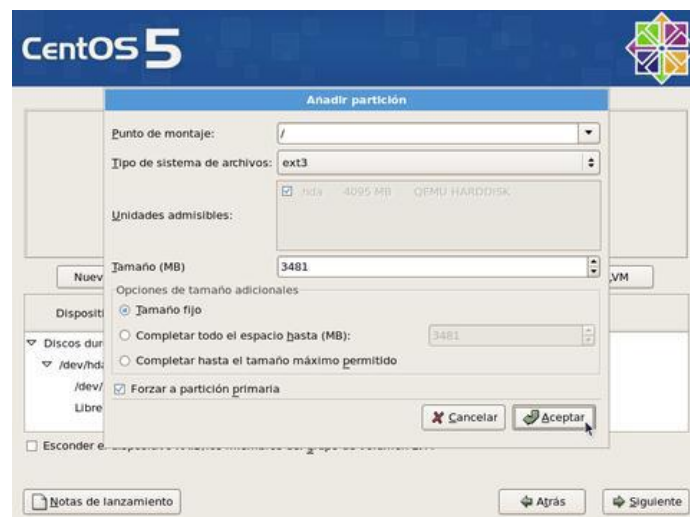 CentOS 5
Añadir partición
Punto de montaje: /
Tipo de sistema de archivos: ext3
hda 4095 MB QEMU HARDDISK
Unidades admisibles:
Tamaño (MB) 3481
Nuev
,VM
Opciones de tamaño adicionales
Tamaño fijo
Dispositi
Completar todo el espacio hasta (MB): 3481
Discos dur
Completar hasta el tamaño máximo permitido
/dev/hda
/dev/
Forzar a partición primaria
Libre
Cancelar Aceptar
Esconder e
Notas de lanzamiento Atrás Siguiente